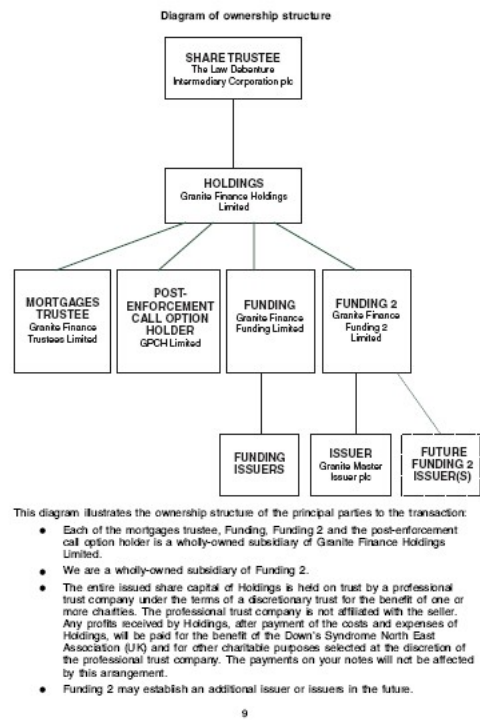 Diagram of ownership structure
SHARE TRUSTEE
The Law Debenture
Intermediary Corporation plc
HOLDINGS
Granite Finance Holdings
Limited
MORTGAGES
TRUSTEE
Granite Finance
Trustees Limited
POST-
ENFORCEMENT
CALL OPTION
HOLDER
GPCH Limited
FUNDING
Granite Finance
Funding Limited
FUNDING 2
Granite Finance
Funding 2
Limited
FUNDING
ISSUERS
ISSUER
Granite Master
Issuer plc
FUTURE
FUNDING 2
ISSUER(S)
This diagram illustrates the ownership structure of the principal parties to the transaction:
● Each of the mortgages trustee, Funding, Funding 2 and the post-enforcement
call option holder is a wholly-owned subsidiary of Granite Finance Holdings
Limited.
● We are a wholly-owned subsidiary of Funding 2.
● The entire issued share capital of Holdings is held on trust by a professional
trust company under the terms of a discretionary trust for the benefit of one or
more charities. The professional trust company is not affiliated with the seller.
Any profits received by Holdings, after payment of the costs and expenses of
Holdings, will be paid for the benefit of the Down's Syndrome North East
Association (UK) and for other charitable purposes selected at the discretion of
the professional trust company. The payments on your notes will not be affected
by this arrangement.
● Funding 2 may establish an additional issuer or issuers in the future.
9